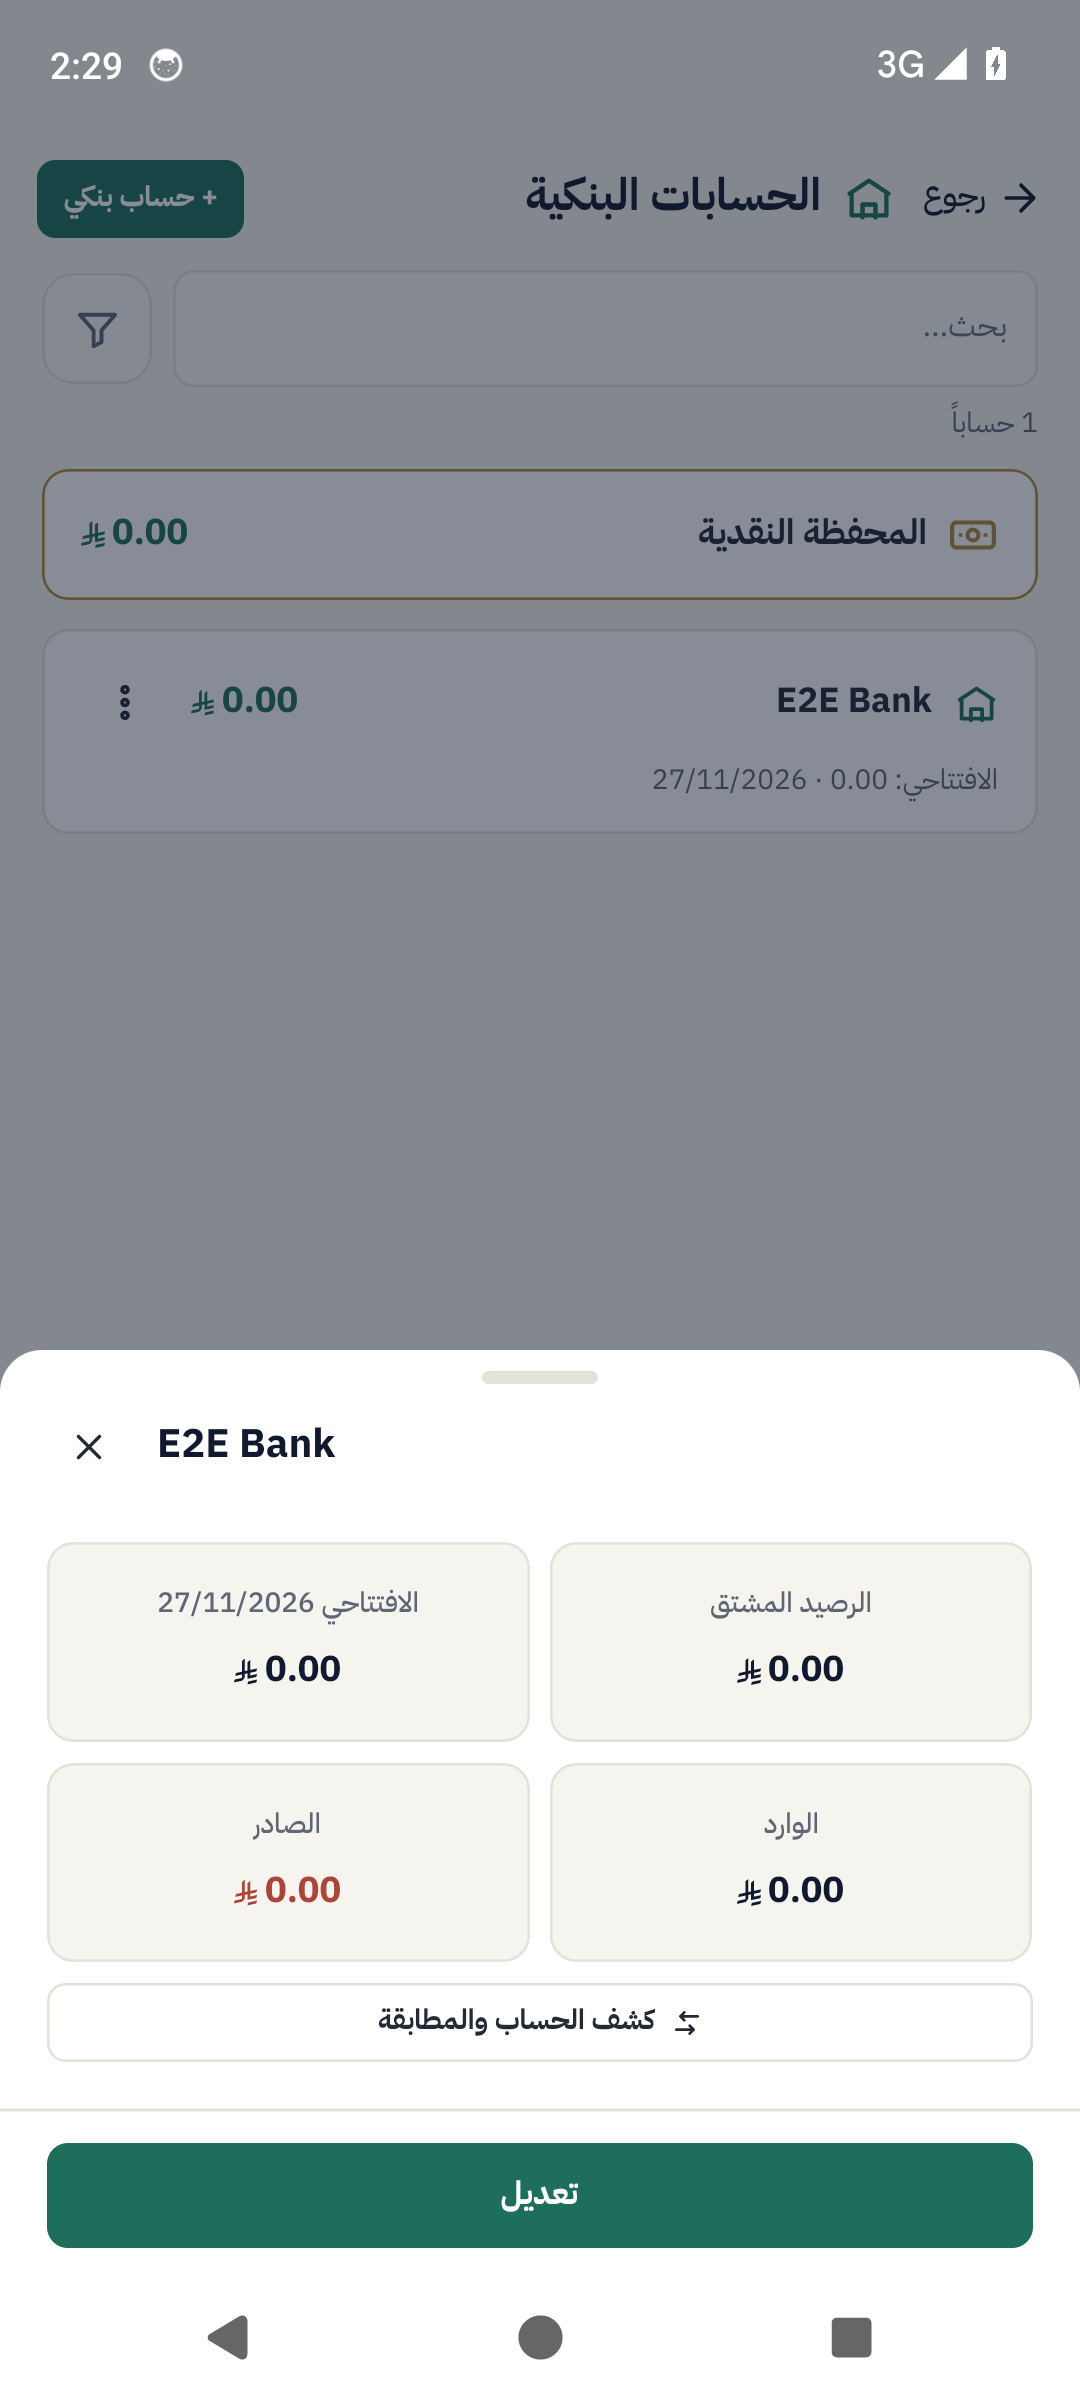 2:29 3G
رجوع الحسابات البنكية + حساب بنكي
بحث...
1 حساباً
المحفظة النقدية 0.00
E2E Bank 0.00
الافتتاحي: 0.00 · 27/11/2026
E2E Bank
الرصيد المشتق
0.00
الافتتاحي 27/11/2026
0.00
الوارد
0.00
الصادر
0.00
كشف الحساب والمطابقة
تعديل